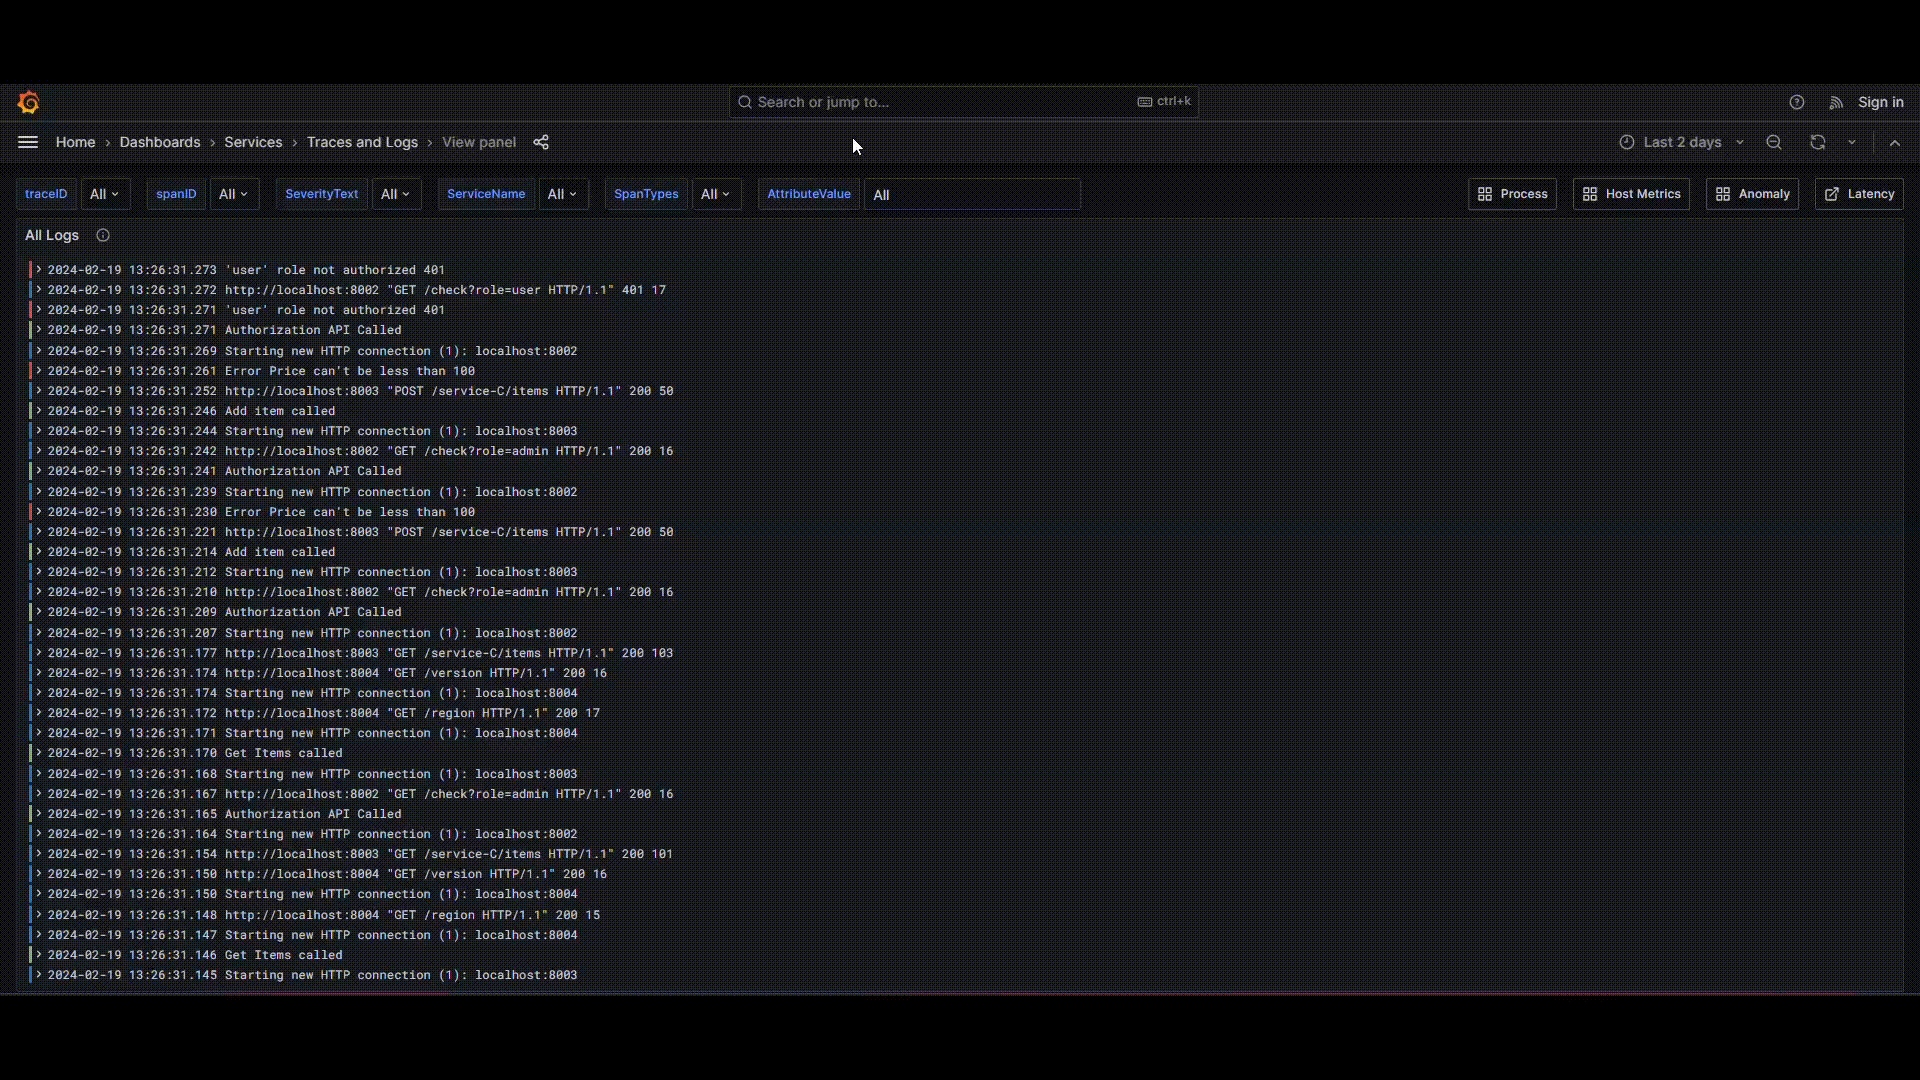 Search or jump to... ctrl+k Sign in
Home › Dashboards › Services › Traces and Logs › View panel Last 2 days
traceID All spanID All SeverityText All ServiceName All SpanTypes All AttributeValue All Process Host Metrics Anomaly Latency
All Logs
› 2024-02-19 13:26:31.273 'user' role not authorized 401
› 2024-02-19 13:26:31.272 http://localhost:8002 "GET /check?role=user HTTP/1.1" 401 17
› 2024-02-19 13:26:31.271 'user' role not authorized 401
› 2024-02-19 13:26:31.271 Authorization API Called
› 2024-02-19 13:26:31.269 Starting new HTTP connection (1): localhost:8002
› 2024-02-19 13:26:31.261 Error Price can't be less than 100
› 2024-02-19 13:26:31.252 http://localhost:8003 "POST /service-C/items HTTP/1.1" 200 50
› 2024-02-19 13:26:31.246 Add item called
› 2024-02-19 13:26:31.244 Starting new HTTP connection (1): localhost:8003
› 2024-02-19 13:26:31.242 http://localhost:8002 "GET /check?role=admin HTTP/1.1" 200 16
› 2024-02-19 13:26:31.241 Authorization API Called
› 2024-02-19 13:26:31.239 Starting new HTTP connection (1): localhost:8002
› 2024-02-19 13:26:31.230 Error Price can't be less than 100
› 2024-02-19 13:26:31.221 http://localhost:8003 "POST /service-C/items HTTP/1.1" 200 50
› 2024-02-19 13:26:31.214 Add item called
› 2024-02-19 13:26:31.212 Starting new HTTP connection (1): localhost:8003
› 2024-02-19 13:26:31.210 http://localhost:8002 "GET /check?role=admin HTTP/1.1" 200 16
› 2024-02-19 13:26:31.209 Authorization API Called
› 2024-02-19 13:26:31.207 Starting new HTTP connection (1): localhost:8002
› 2024-02-19 13:26:31.177 http://localhost:8003 "GET /service-C/items HTTP/1.1" 200 103
› 2024-02-19 13:26:31.174 http://localhost:8004 "GET /version HTTP/1.1" 200 16
› 2024-02-19 13:26:31.174 Starting new HTTP connection (1): localhost:8004
› 2024-02-19 13:26:31.172 http://localhost:8004 "GET /region HTTP/1.1" 200 17
› 2024-02-19 13:26:31.171 Starting new HTTP connection (1): localhost:8004
› 2024-02-19 13:26:31.170 Get Items called
› 2024-02-19 13:26:31.168 Starting new HTTP connection (1): localhost:8003
› 2024-02-19 13:26:31.167 http://localhost:8002 "GET /check?role=admin HTTP/1.1" 200 16
› 2024-02-19 13:26:31.165 Authorization API Called
› 2024-02-19 13:26:31.164 Starting new HTTP connection (1): localhost:8002
› 2024-02-19 13:26:31.154 http://localhost:8003 "GET /service-C/items HTTP/1.1" 200 101
› 2024-02-19 13:26:31.150 http://localhost:8004 "GET /version HTTP/1.1" 200 16
› 2024-02-19 13:26:31.150 Starting new HTTP connection (1): localhost:8004
› 2024-02-19 13:26:31.148 http://localhost:8004 "GET /region HTTP/1.1" 200 15
› 2024-02-19 13:26:31.147 Starting new HTTP connection (1): localhost:8004
› 2024-02-19 13:26:31.146 Get Items called
› 2024-02-19 13:26:31.145 Starting new HTTP connection (1): localhost:8003